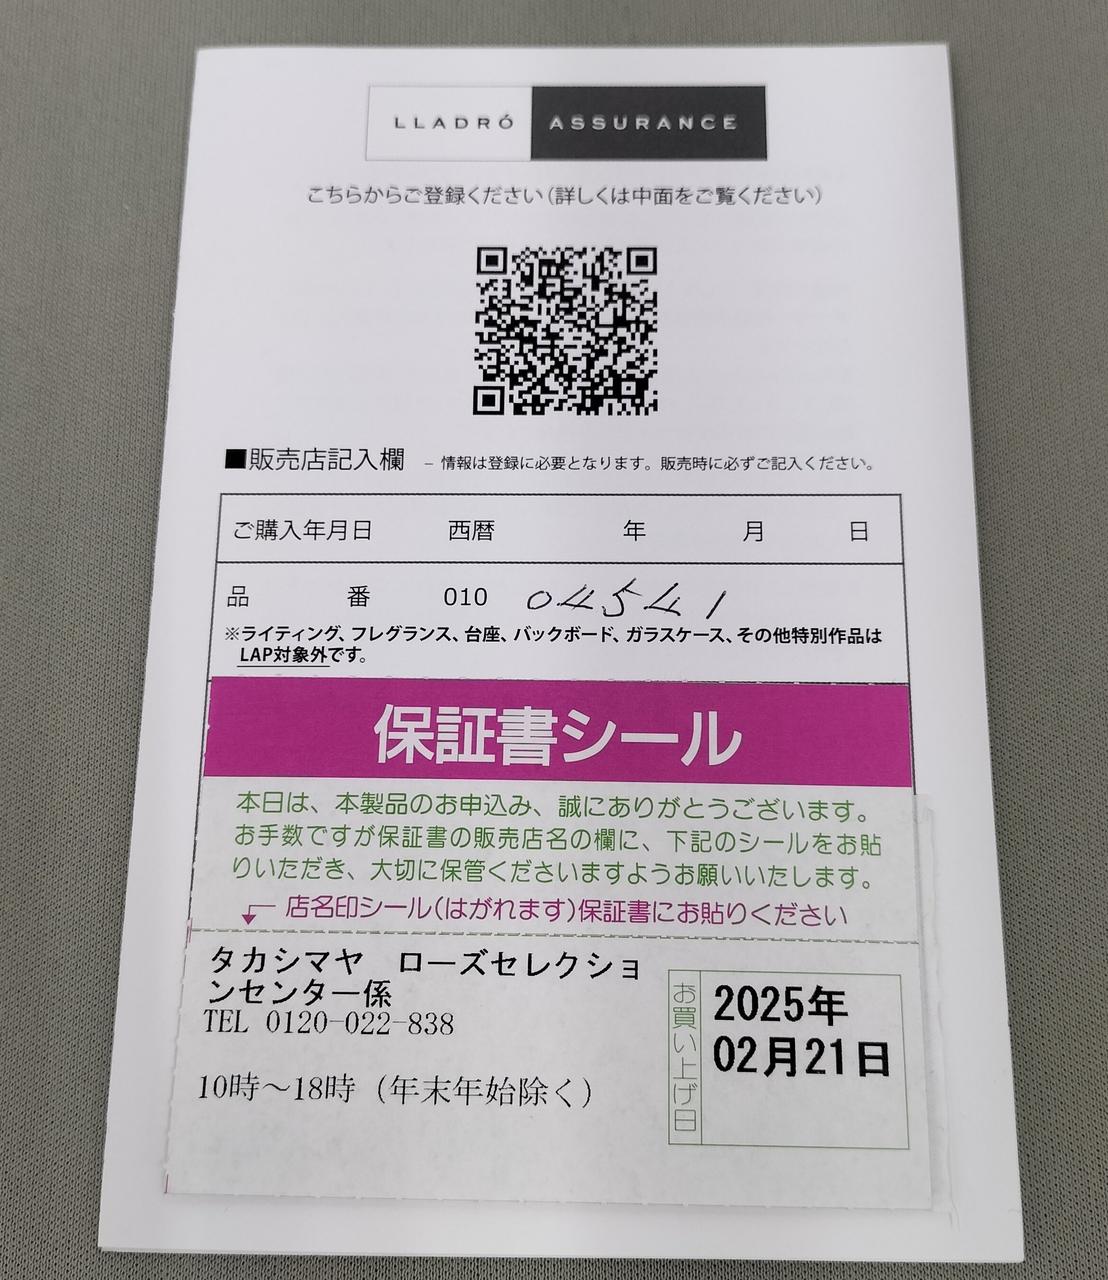 LLADRÓ ASSURANCE
こちらからご登録ください（詳しくは中面をご覧ください）
■販売店記入欄 – 情報は登録に必要となります。販売時に必ずご記入ください。
ご購入年月日 西暦 年 月 日
品 番 010 04541
※ライティング、フレグランス、台座、バックボード、ガラスケース、その他特別作品は
LAP対象外です。
保証書シール
本日は、本製品のお申込み、誠にありがとうございます。
お手数ですが保証書の販売店名の欄に、下記のシールをお貼
りいただき、大切に保管くださいますようお願いいたします。
店名印シール(はがれます)保証書にお貼りください
タカシマヤ ローズセレクショ
ンセンター係
TEL 0120-022-838
10時～18時（年末年始除く）
お買い上げ日
2025年
02月21日